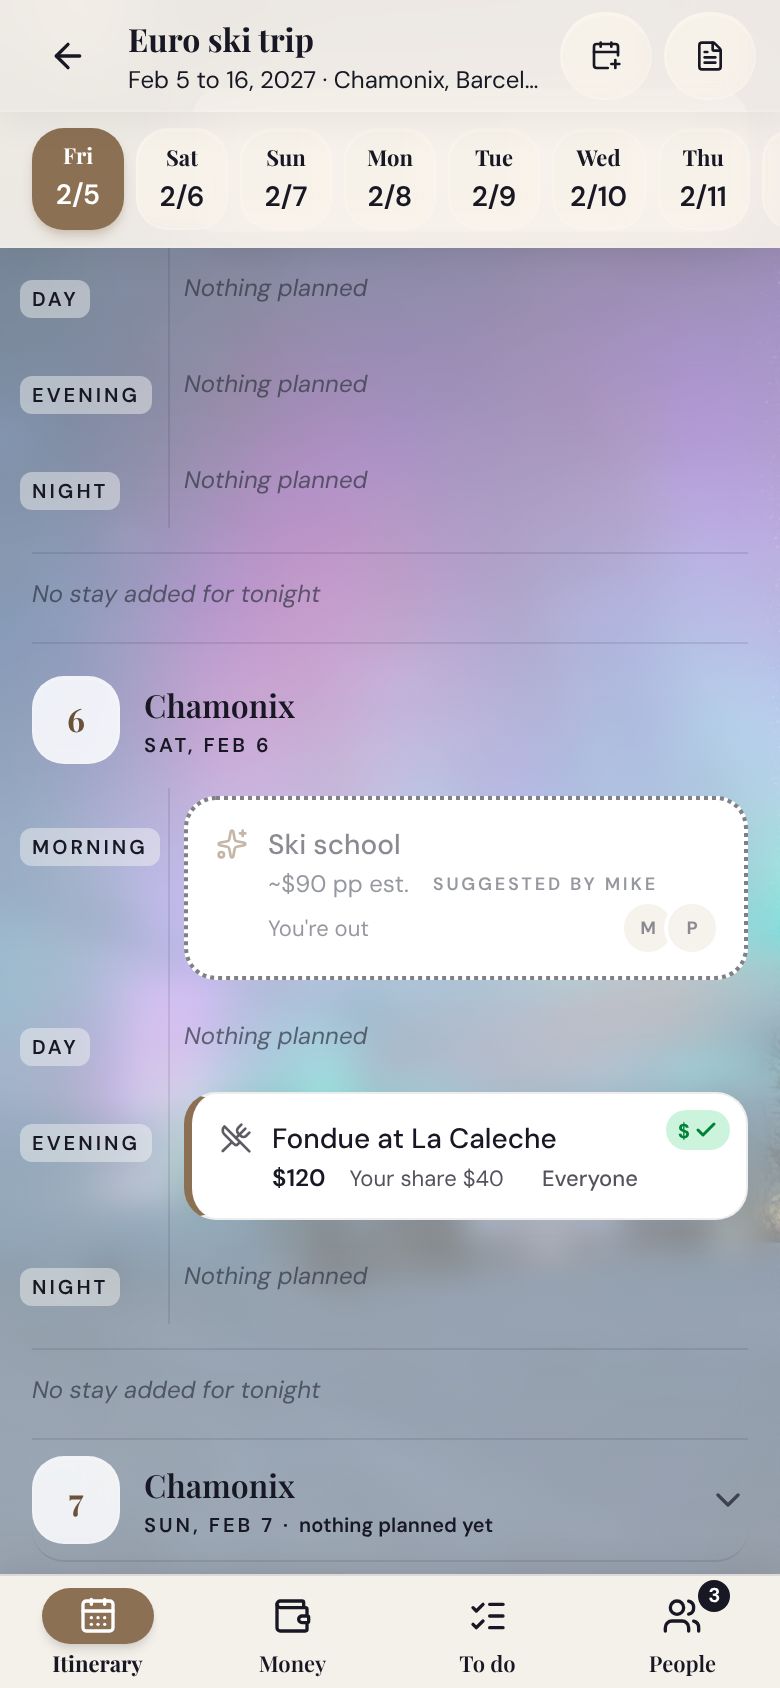 Euro ski trip
Feb 5 to 16, 2027 · Chamonix, Barcel...
Fri Sat Sun Mon Tue Wed Thu
2/5 2/6 2/7 2/8 2/9 2/10 2/11
DAY Nothing planned
EVENING Nothing planned
NIGHT Nothing planned
No stay added for tonight
6 Chamonix
SAT, FEB 6
MORNING Ski school
~$90 pp est. SUGGESTED BY MIKE
You're out M P
DAY Nothing planned
EVENING Fondue at La Caleche $
$120 Your share $40 Everyone
NIGHT Nothing planned
No stay added for tonight
7 Chamonix
SUN, FEB 7 · nothing planned yet
3
Itinerary Money To do People